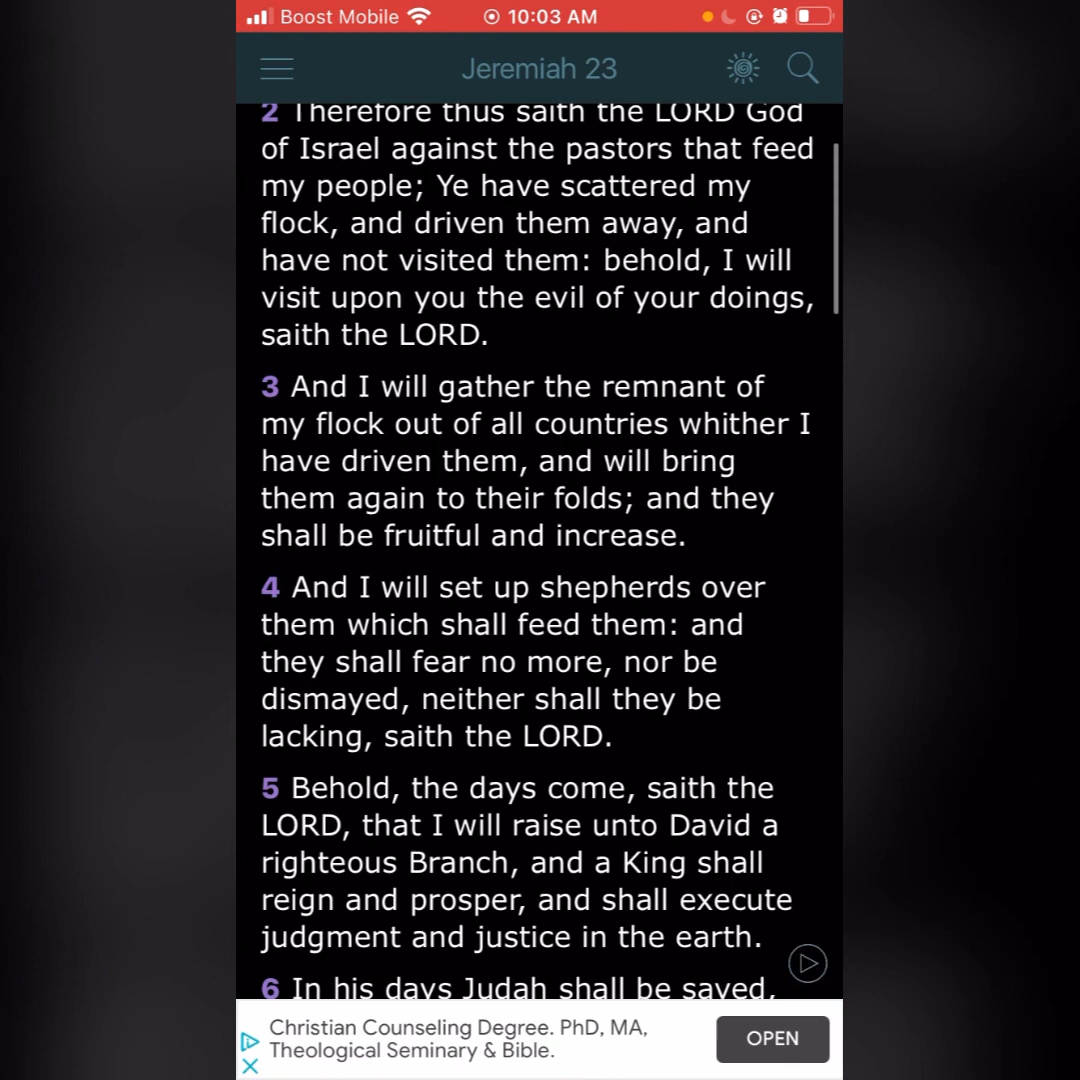 Boost Mobile 10:03 AM
Jeremiah 23
2 Therefore thus saith the LORD God
of Israel against the pastors that feed
my people; Ye have scattered my
flock, and driven them away, and
have not visited them: behold, I will
visit upon you the evil of your doings,
saith the LORD.
3 And I will gather the remnant of
my flock out of all countries whither I
have driven them, and will bring
them again to their folds; and they
shall be fruitful and increase.
4 And I will set up shepherds over
them which shall feed them: and
they shall fear no more, nor be
dismayed, neither shall they be
lacking, saith the LORD.
5 Behold, the days come, saith the
LORD, that I will raise unto David a
righteous Branch, and a King shall
reign and prosper, and shall execute
judgment and justice in the earth.
6 In his days Judah shall be saved,
Christian Counseling Degree. PhD, MA,
Theological Seminary & Bible.
OPEN